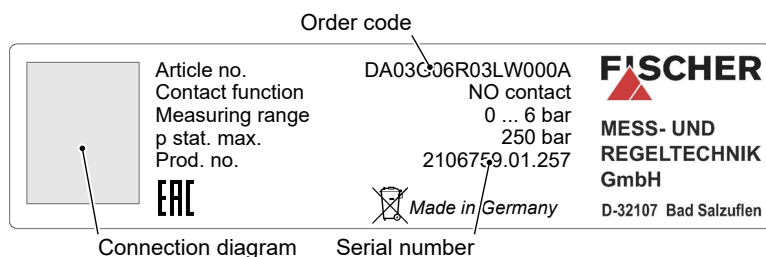 Order code
Article no. DA03G06R03LW000A
Contact function NO contact
Measuring range 0 ... 6 bar
p stat. max. 250 bar
Prod. no. 2106759.01.257
EAC
Made in Germany
FISCHER
MESS- UND
REGELTECHNIK
GmbH
D-32107 Bad Salzuflen
Connection diagram Serial number